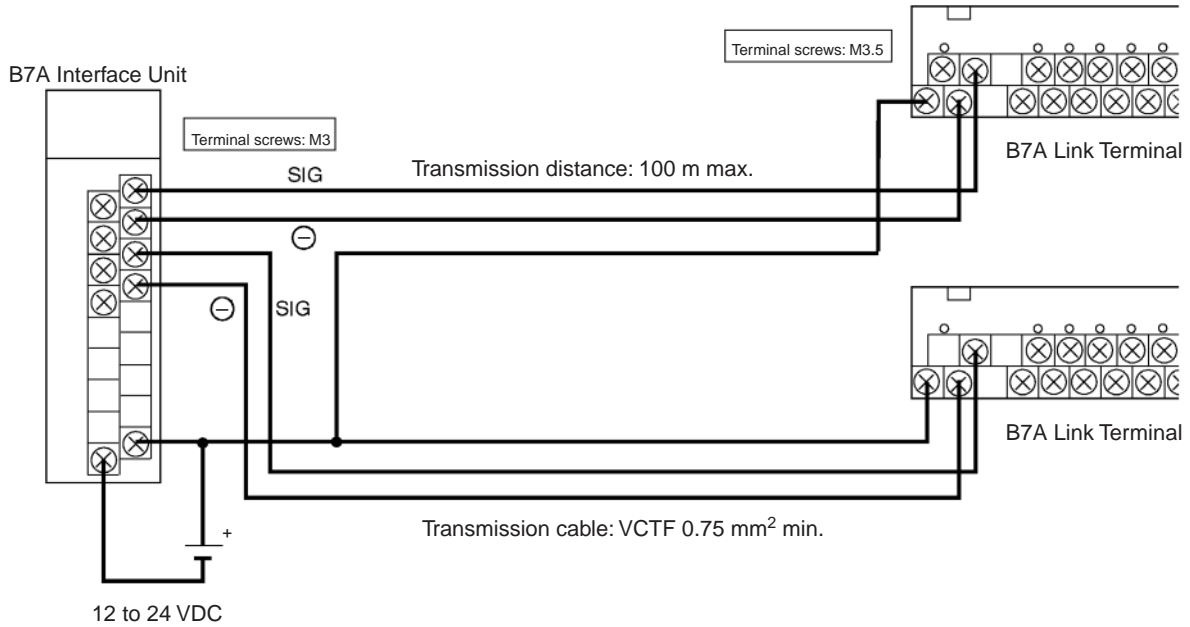 Terminal screws: M3.5
B7A Interface Unit
Terminal screws: M3
B7A Link Terminal
SIG
Transmission distance: 100 m max.
SIG
B7A Link Terminal
Transmission cable: VCTF 0.75 mm² min.
+
12 to 24 VDC